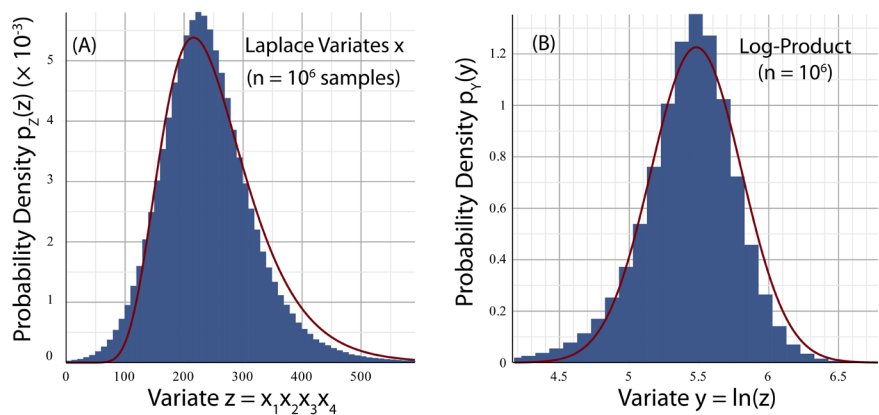 (A)
Laplace Variates x
(n = 10⁶ samples)
Probability Density p_Z(z) (× 10⁻³)
5
4
3
2
1
0
0 100 200 300 400 500
Variate z = x₁x₂x₃x₄
(B)
Log-Product
(n = 10⁶)
Probability Density p_Y(y)
1.2
1
0.8
0.6
0.4
0.2
0
4.5 5 5.5 6 6.5
Variate y = ln(z)